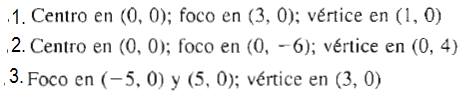 1. Centro en (0, 0); foco en (3, 0); vértice en (1, 0)
2. Centro en (0, 0); foco en (0, −6); vértice en (0, 4)
3. Foco en (−5, 0) y (5, 0); vértice en (3, 0)